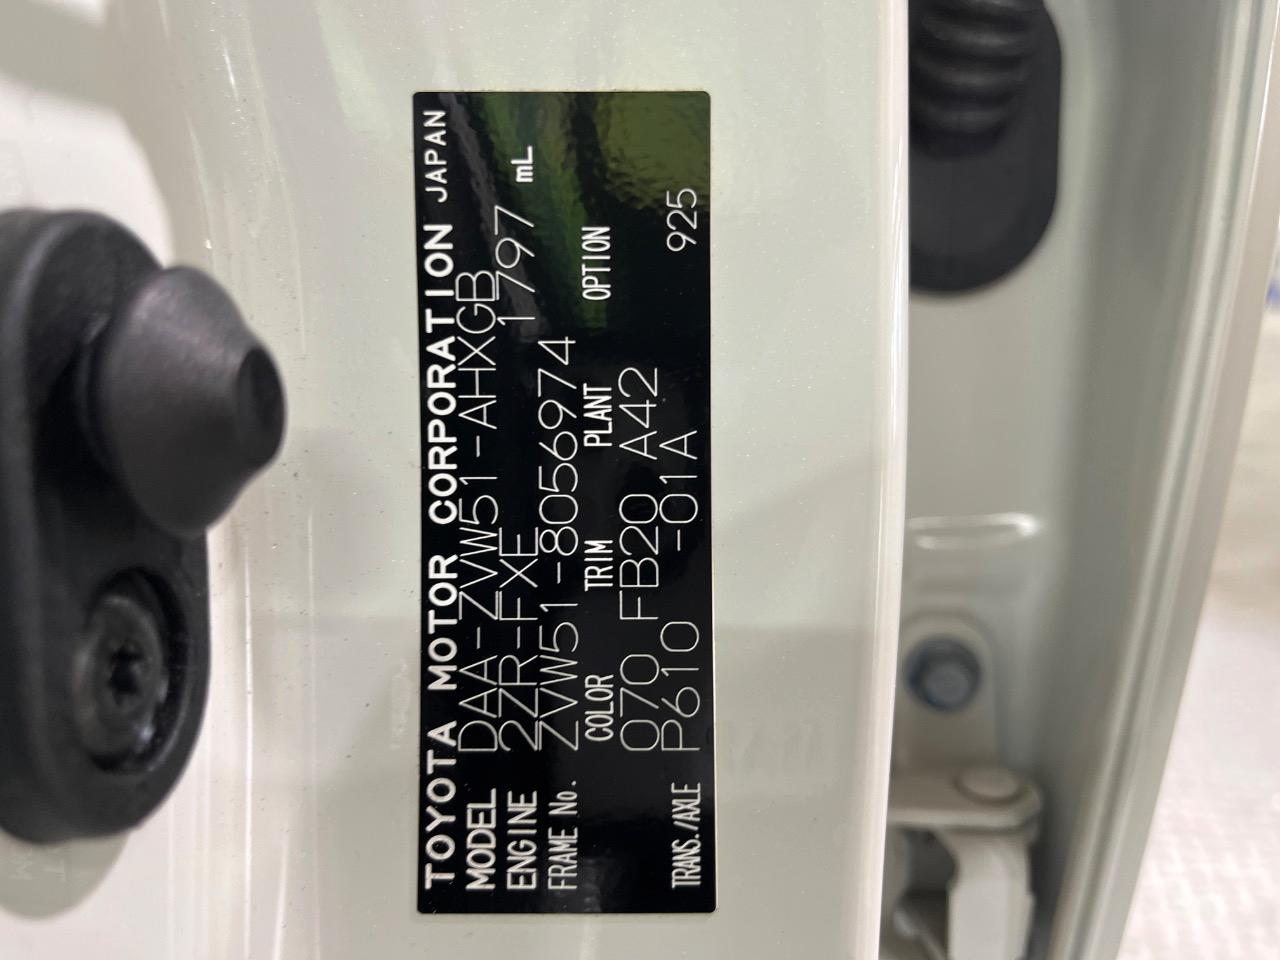 TOYOTA MOTOR CORPORATION JAPAN
MODEL DAA-ZVW51-AHXGB
ENGINE 2ZR-FXE 1797 mL
FRAME No. ZVW51-8056974
COLOR TRIM PLANT OPTION
070 FB20 A42
TRANS./AXLE P610 -01A 925